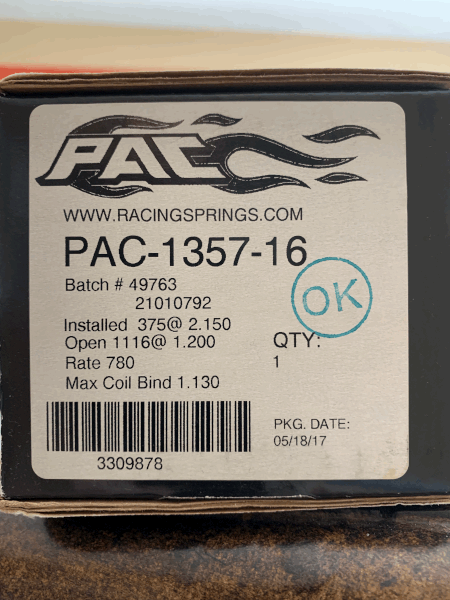 PAC
WWW.RACINGSPRINGS.COM
PAC-1357-16
Batch # 49763
21010792
Installed 375@ 2.150
Open 1116@ 1.200
Rate 780
Max Coil Bind 1.130
OK
QTY:
1
PKG. DATE:
05/18/17
3309878